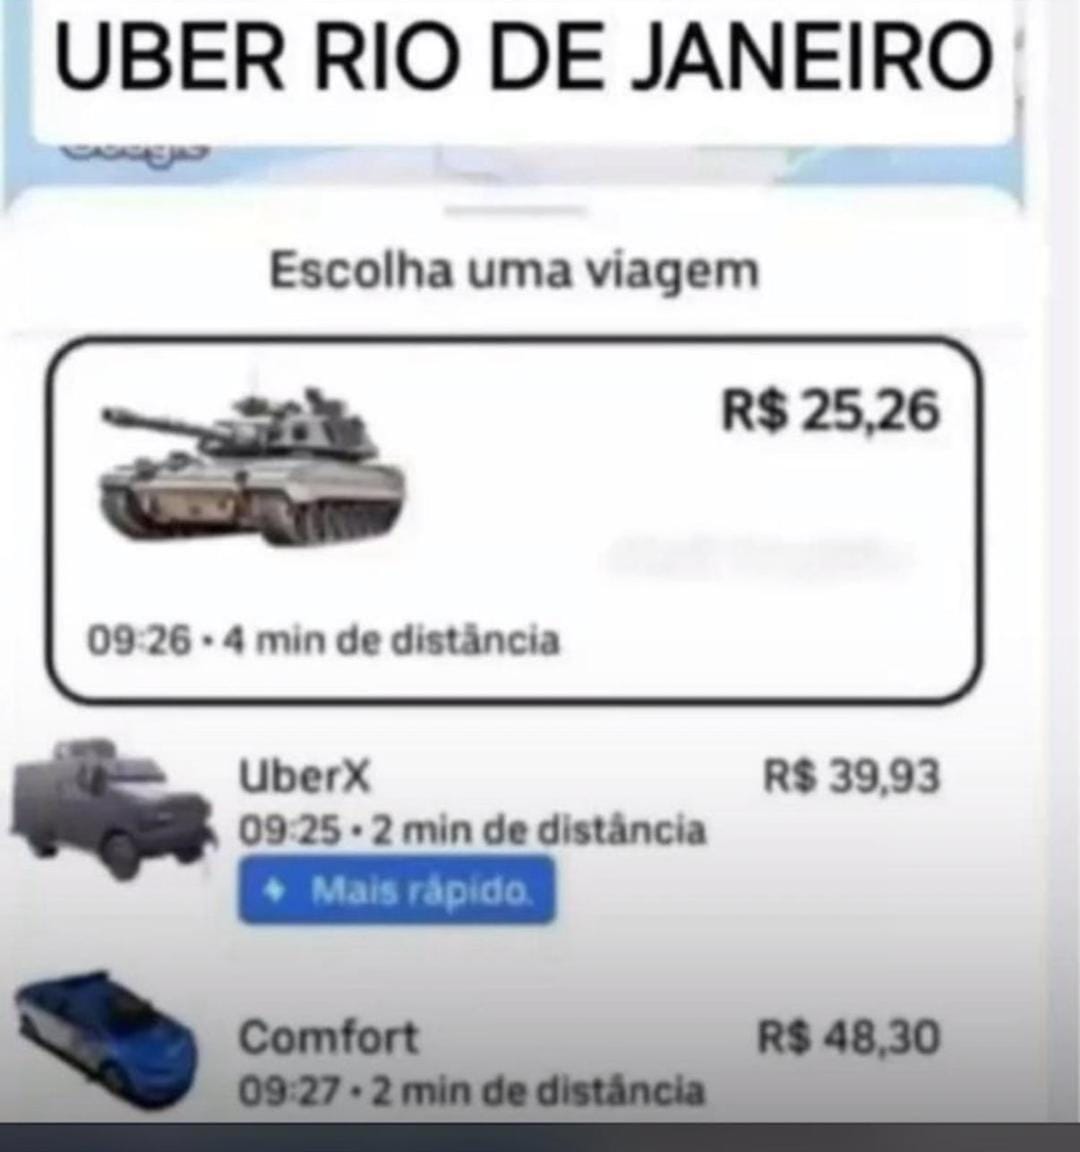 UBER RIO DE JANEIRO
Google
Escolha uma viagem
R$ 25,26
09:26 • 4 min de distância
UberX
R$ 39,93
09:25 • 2 min de distância
Mais rápido.
Comfort
R$ 48,30
09:27 • 2 min de distância